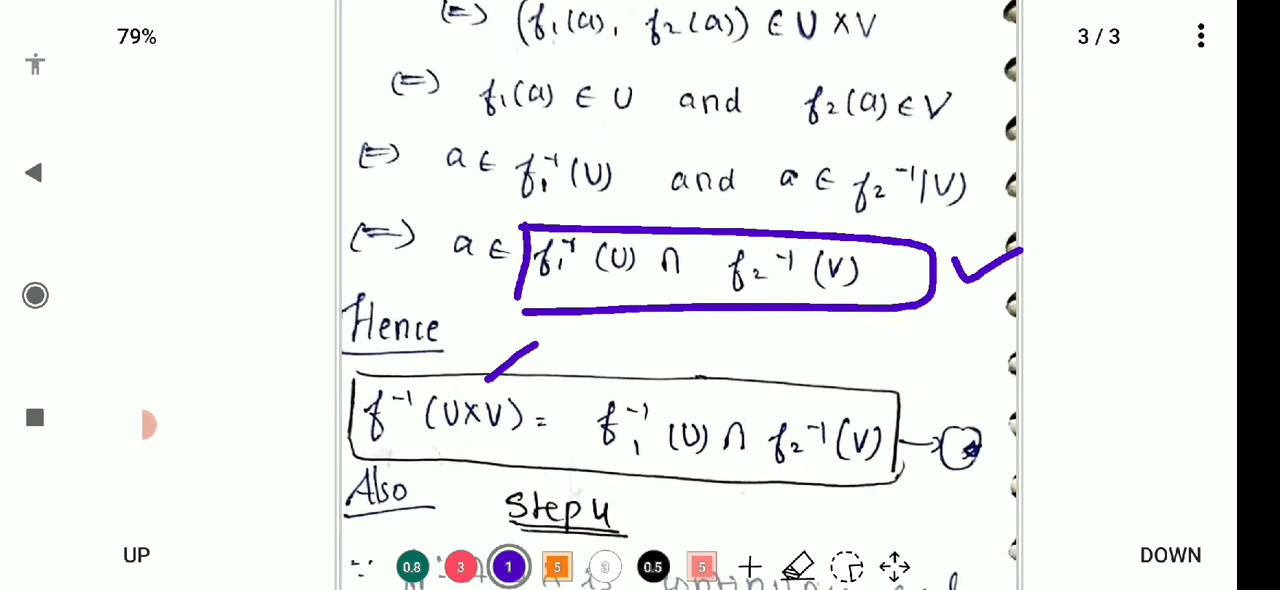 79%
3 / 3
(=) (f₁(a), f₂(a)) ∈ U × V
(=) f₁(a) ∈ U and f₂(a) ∈ V
(=) a ∈ f₁⁻¹(U) and a ∈ f₂⁻¹(V)
(=) a ∈ f₁⁻¹(U) ∩ f₂⁻¹(V)
Hence
f⁻¹(U×V) = f₁⁻¹(U) ∩ f₂⁻¹(V) → *
Also Step 4
UP
0.8 3 1 5 3 0.5 5
DOWN